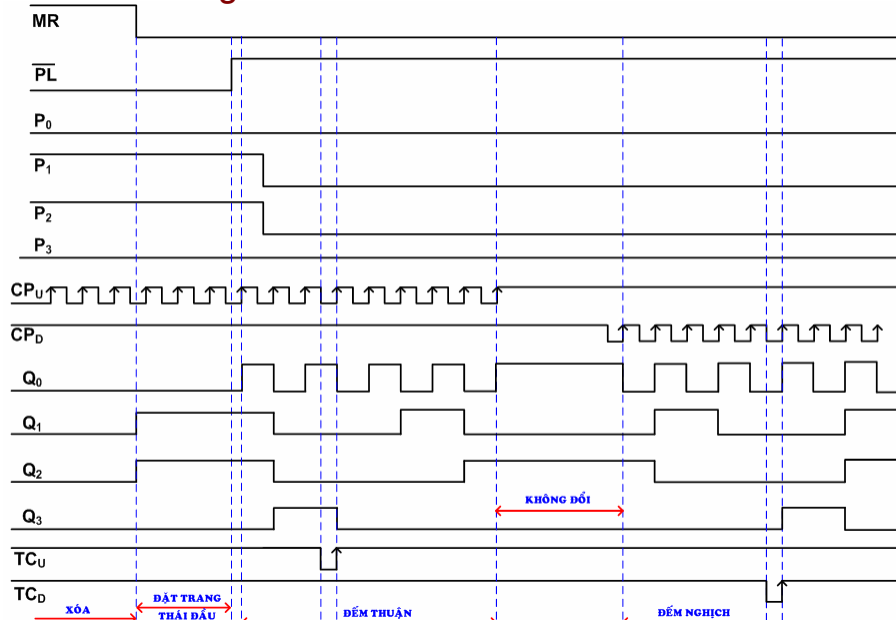 MR
PL
P0
P1
P2
P3
CPU
CPD
Q0
Q1
Q2
KHÔNG ĐỔI
Q3
TCU
TCD
XÓA
ĐẶT TRANG
THÁI ĐẦU
ĐẾM THUẬN
ĐẾM NGHỊCH